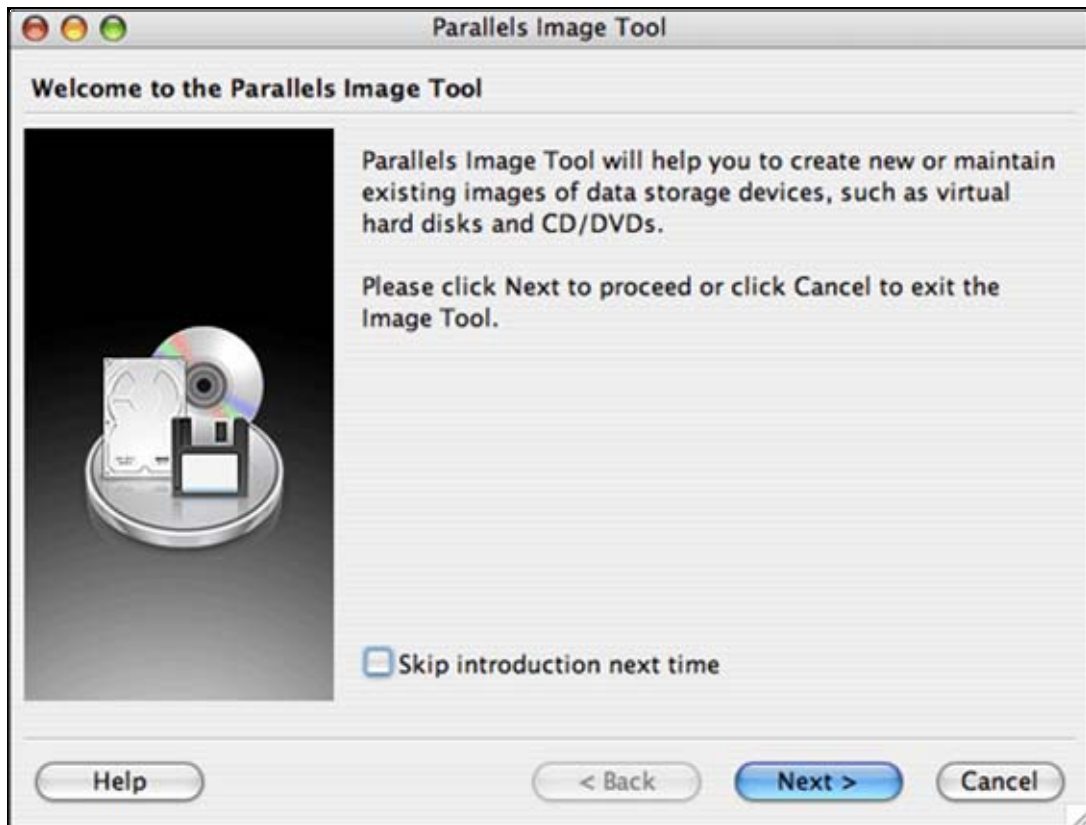 Parallels Image Tool
Welcome to the Parallels Image Tool
Parallels Image Tool will help you to create new or maintain
existing images of data storage devices, such as virtual
hard disks and CD/DVDs.
Please click Next to proceed or click Cancel to exit the
Image Tool.
Skip introduction next time
Help
< Back
Next >
Cancel